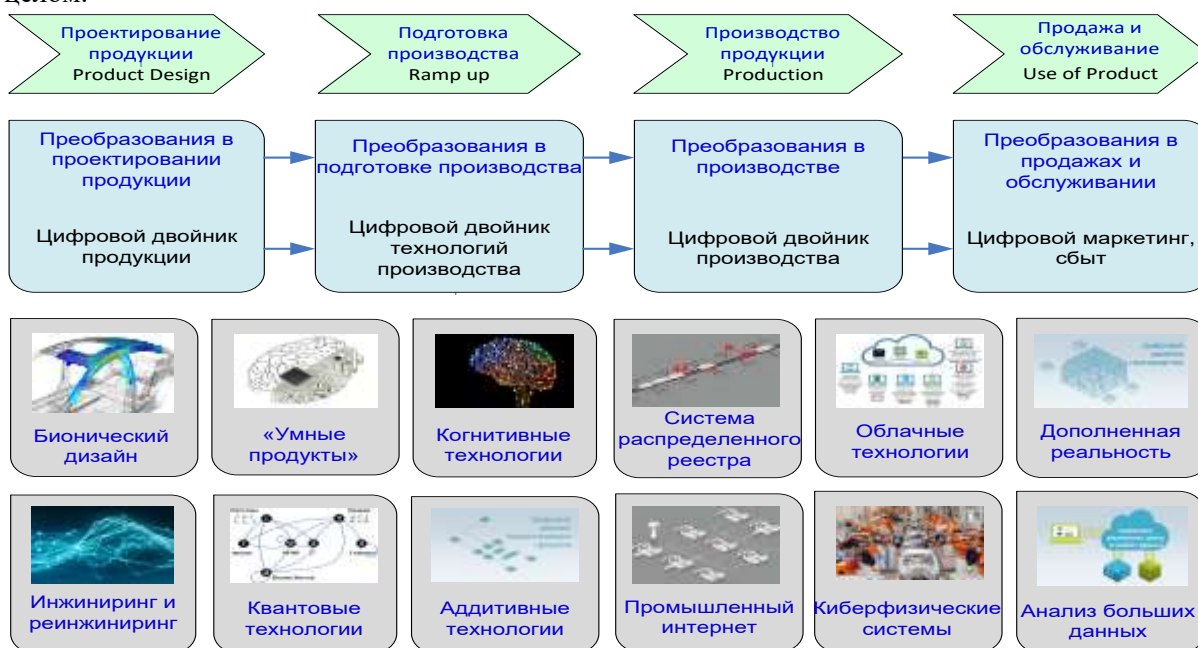 целом.
Проектирование
продукции
Product Design
Подготовка
производства
Ramp up
Производство
продукции
Production
Продажа и
обслуживание
Use of Product
Преобразования в
проектировании
продукции
Цифровой двойник
продукции
Преобразования в
подготовке производства
Цифровой двойник
технологий
производства
Преобразования в
производстве
Цифровой двойник
производства
Преобразования в
продажах и
обслуживании
Цифровой маркетинг,
сбыт
Бионический
дизайн
«Умные
продукты»
Когнитивные
технологии
Система
распределенного
реестра
Облачные
технологии
Дополненная
реальность
Инжиниринг и
реинжиниринг
Квантовые
технологии
Аддитивные
технологии
Промышленный
интернет
Киберфизические
системы
Анализ больших
данных